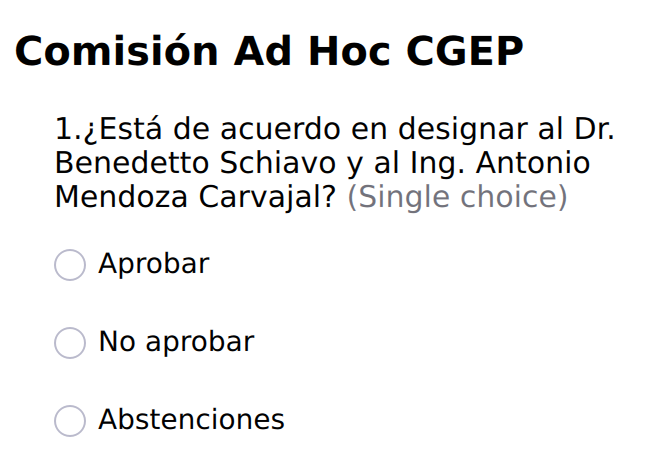 Comisión Ad Hoc CGEP
1.¿Está de acuerdo en designar al Dr.
Benedetto Schiavo y al Ing. Antonio
Mendoza Carvajal? (Single choice)
Aprobar
No aprobar
Abstenciones